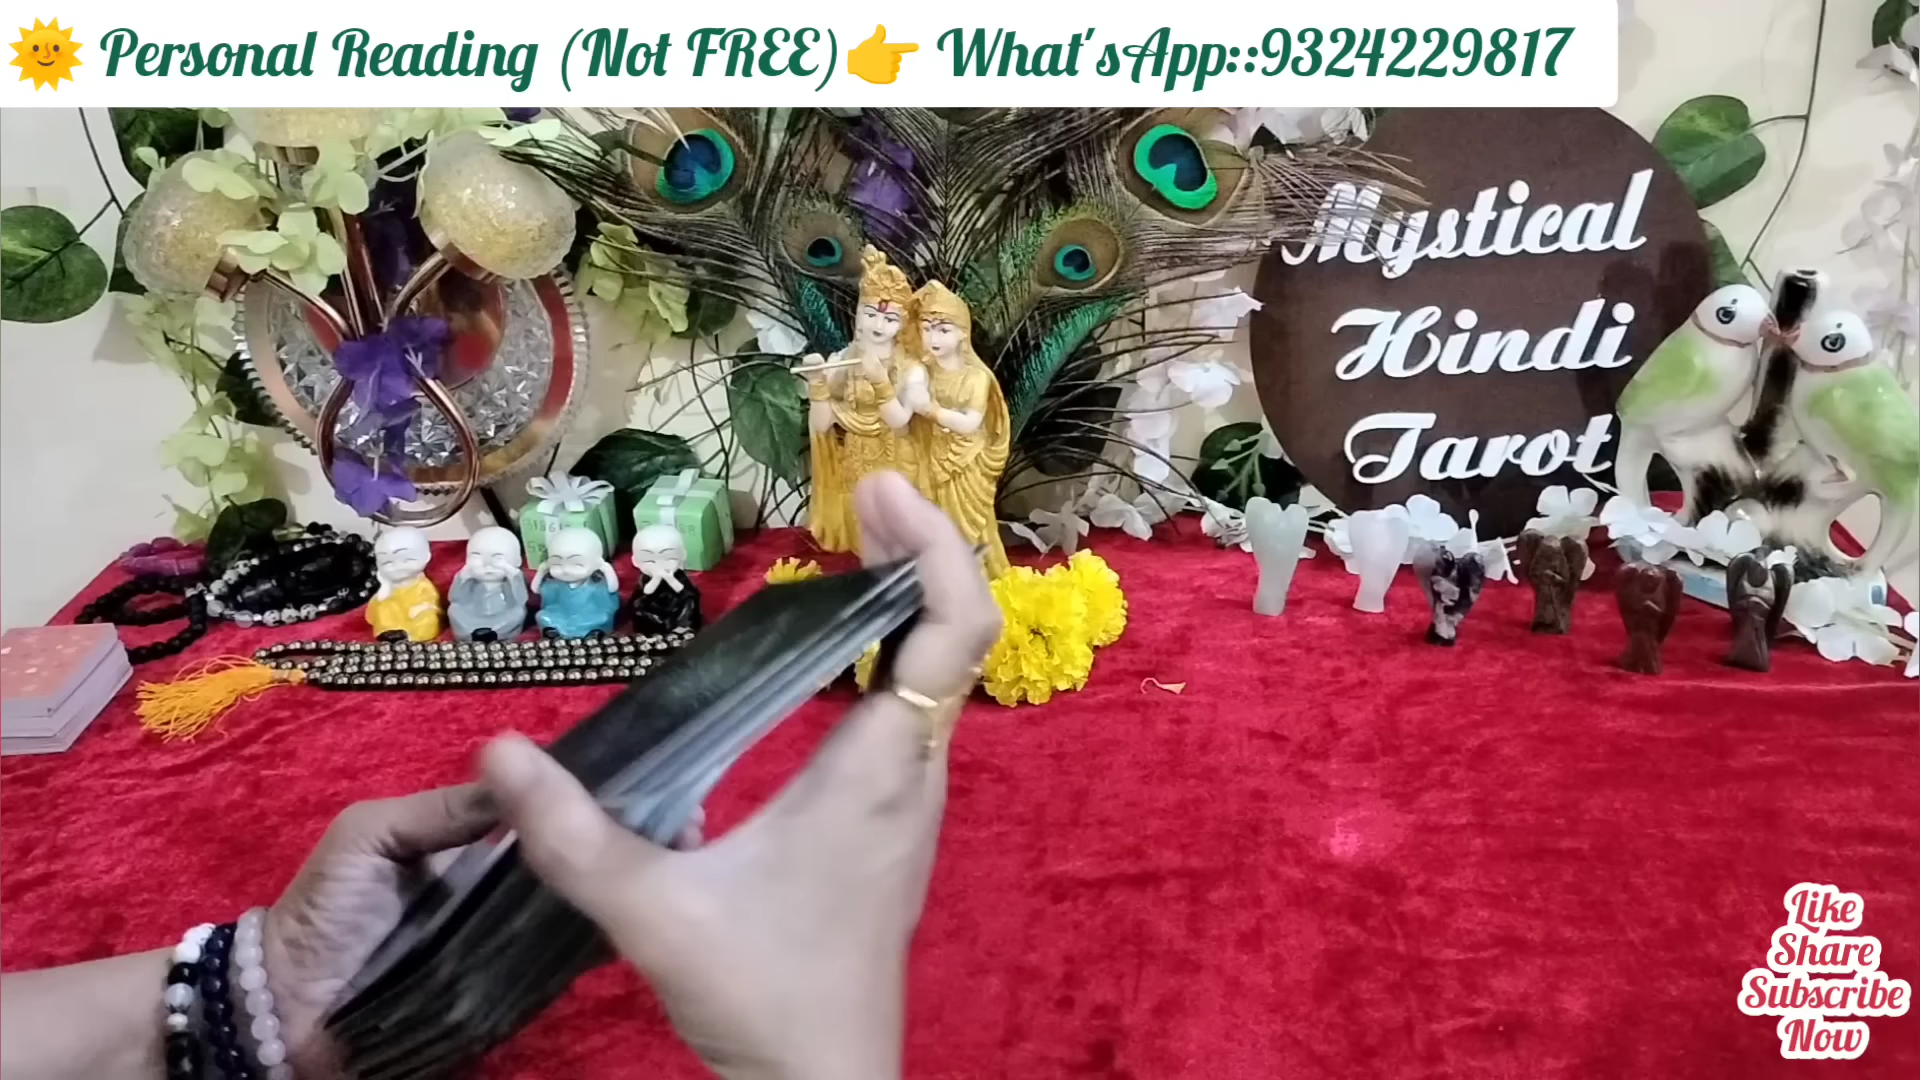 Personal Reading (Not FREE) What'sApp::9324229817
Mystical
Hindi
Tarot
Like
Share
Subscribe
Now